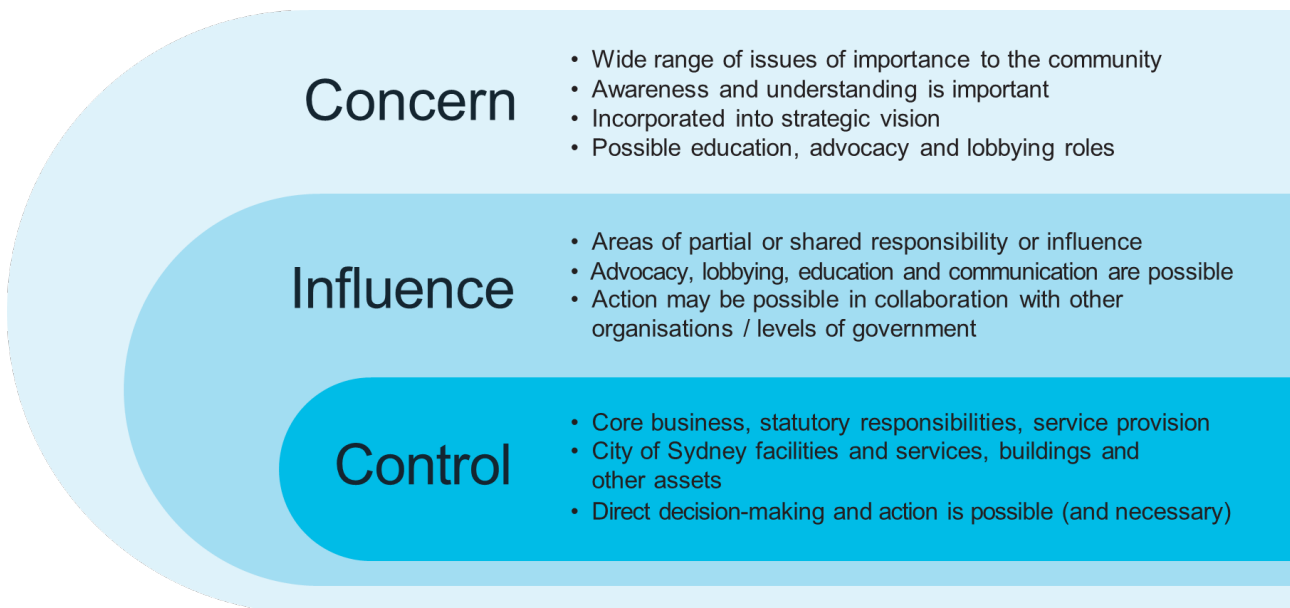 Concern
• Wide range of issues of importance to the community
• Awareness and understanding is important
• Incorporated into strategic vision
• Possible education, advocacy and lobbying roles
Influence
• Areas of partial or shared responsibility or influence
• Advocacy, lobbying, education and communication are possible
• Action may be possible in collaboration with other
organisations / levels of government
Control
• Core business, statutory responsibilities, service provision
• City of Sydney facilities and services, buildings and
other assets
• Direct decision-making and action is possible (and necessary)